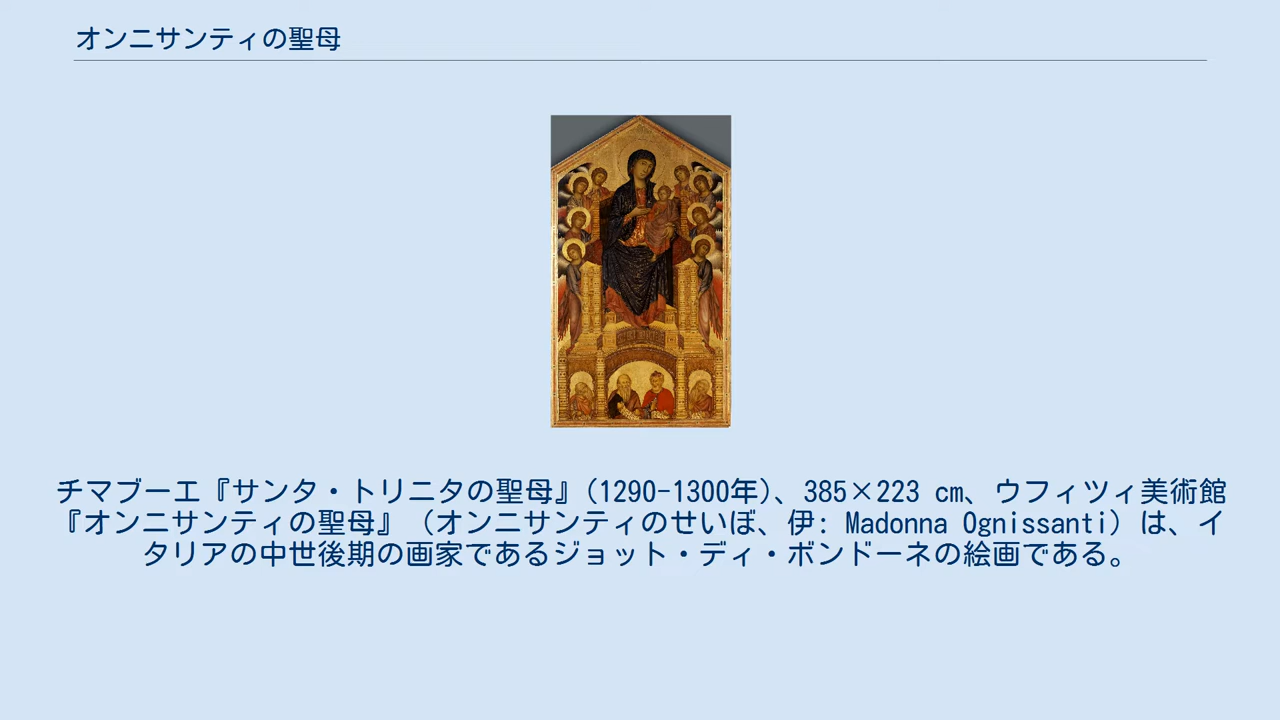 オンニサンティの聖母
チマブーエ『サンタ・トリニタの聖母』(1290-1300年)、385×223 cm、ウフィツィ美術館
『オンニサンティの聖母』（オンニサンティのせいぼ、伊: Madonna Ognissanti）は、イ
タリアの中世後期の画家であるジョット・ディ・ボンドーネの絵画である。